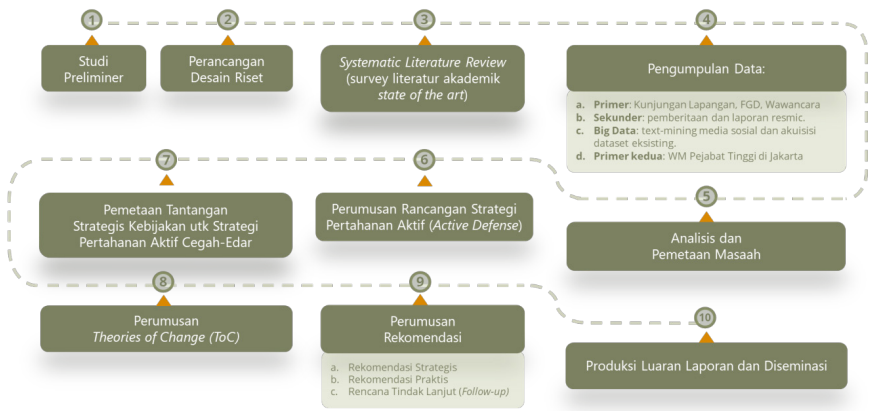 1
Studi
Preliminer
2
Perancangan
Desain Riset
3
Systematic Literature Review
(survey literatur akademik
state of the art)
4
Pengumpulan Data:
a. Primer: Kunjungan Lapangan, FGD, Wawancara
b. Sekunder: pemberitaan dan laporan resmic.
c. Big Data: text-mining media sosial dan akuisisi
dataset eksisting.
d. Primer kedua: WM Pejabat Tinggi di Jakarta
5
Analisis dan
Pemetaan Masaah
6
Perumusan Rancangan Strategi
Pertahanan Aktif (Active Defense)
7
Pemetaan Tantangan
Strategis Kebijakan utk Strategi
Pertahanan Aktif Cegah-Edar
8
Perumusan
Theories of Change (ToC)
9
Perumusan
Rekomendasi
a. Rekomendasi Strategis
b. Rekomendasi Praktis
c. Rencana Tindak Lanjut (Follow-up)
10
Produksi Luaran Laporan dan Diseminasi